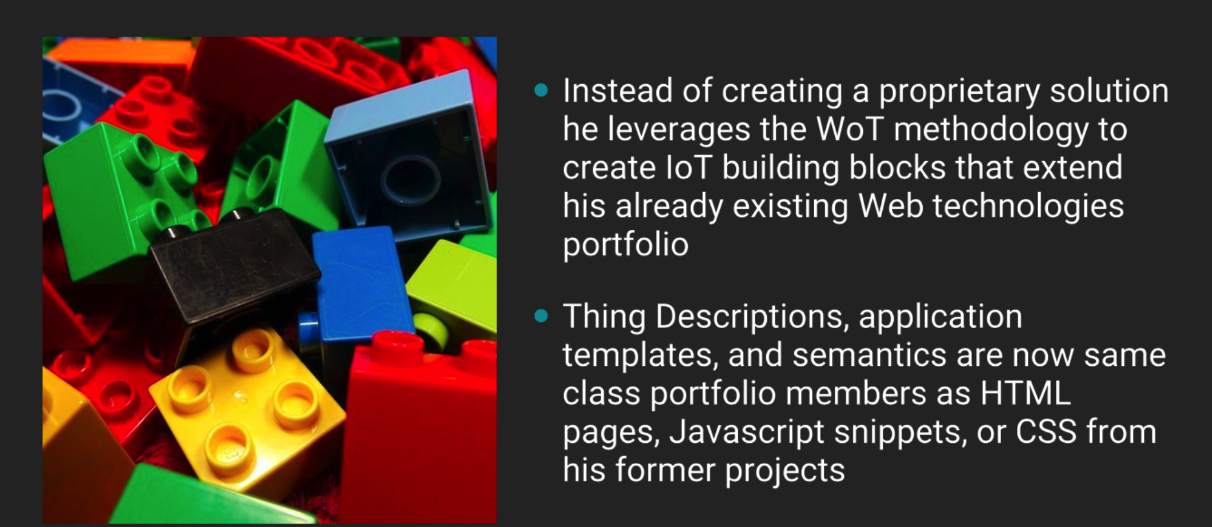 Instead of creating a proprietary solution
he leverages the WoT methodology to
create IoT building blocks that extend
his already existing Web technologies
portfolio
Thing Descriptions, application
templates, and semantics are now same
class portfolio members as HTML
pages, Javascript snippets, or CSS from
his former projects